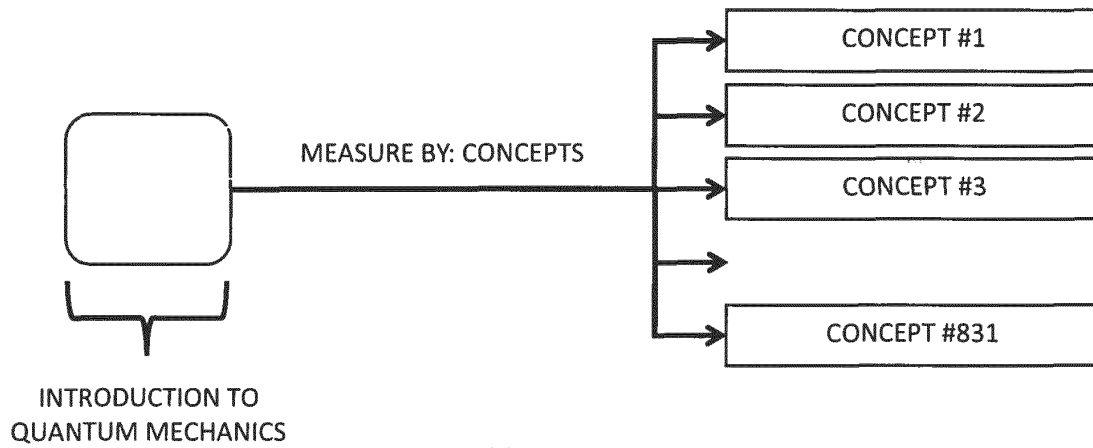 CONCEPT #1
CONCEPT #2
MEASURE BY: CONCEPTS
CONCEPT #3
CONCEPT #831
INTRODUCTION TO
QUANTUM MECHANICS